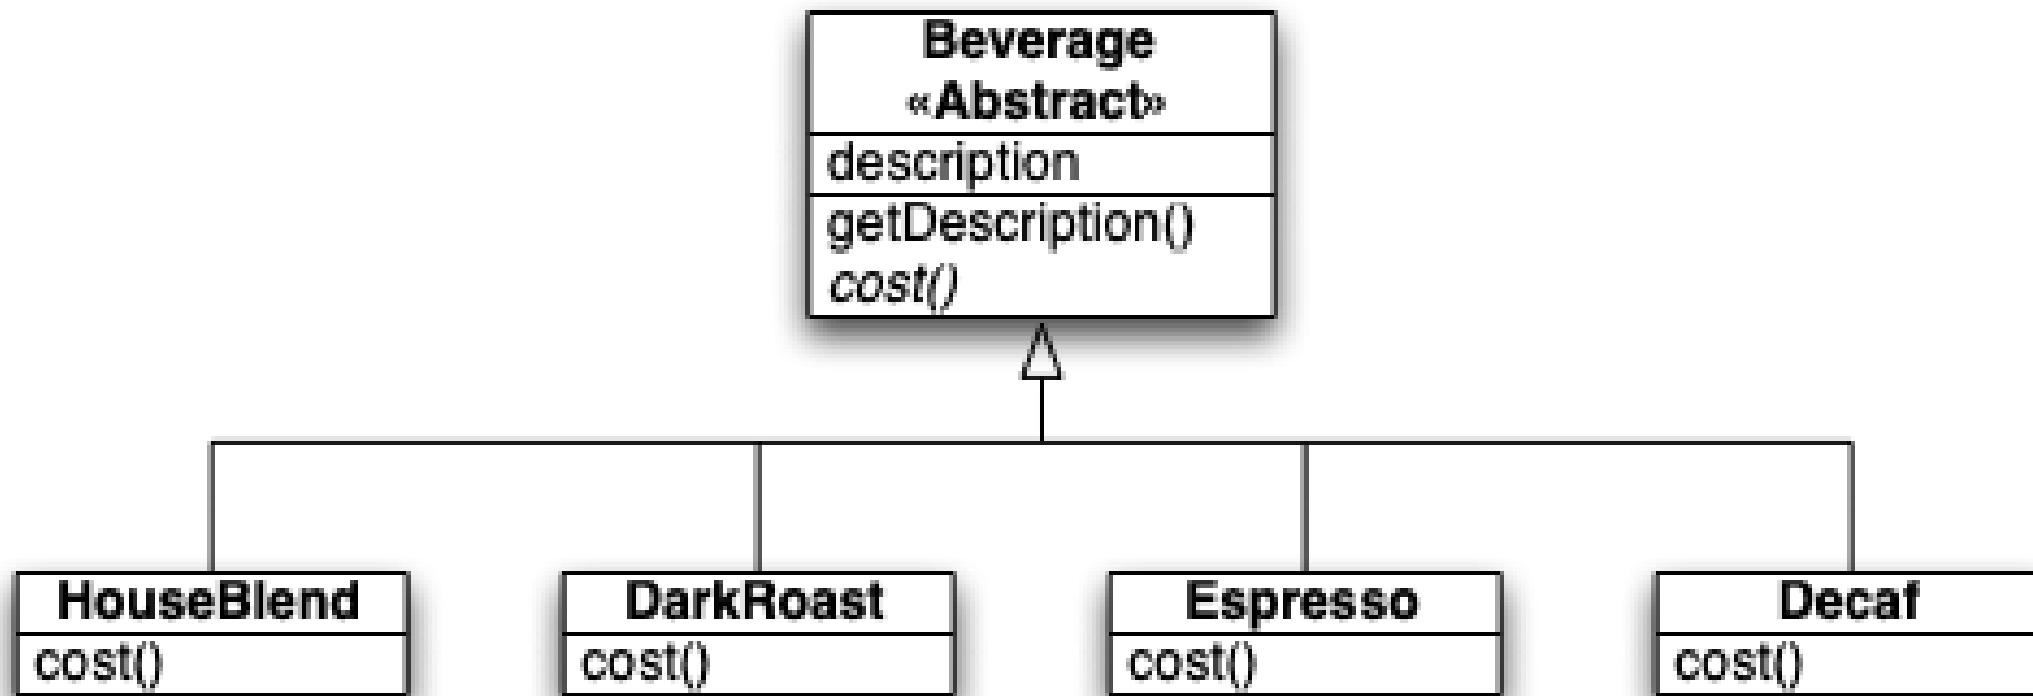 Beverage
«Abstract»
description
getDescription()
cost()
HouseBlend
cost()
DarkRoast
cost()
Espresso
cost()
Decaf
cost()